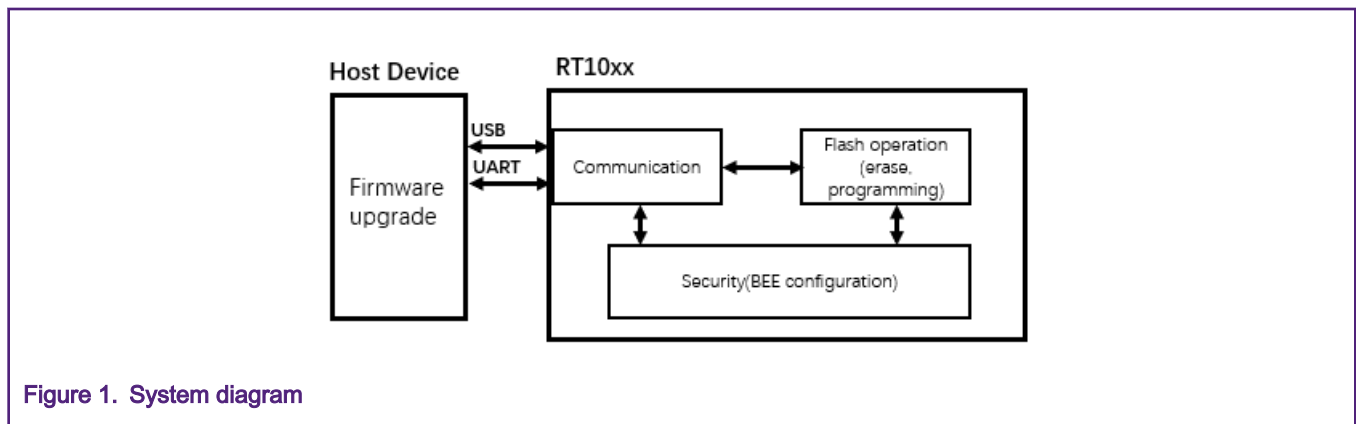 Host Device
RT10xx
USB
UART
Firmware
upgrade
Communication
Flash operation
(erase,
programming)
Security(BEE configuration)
Figure 1. System diagram